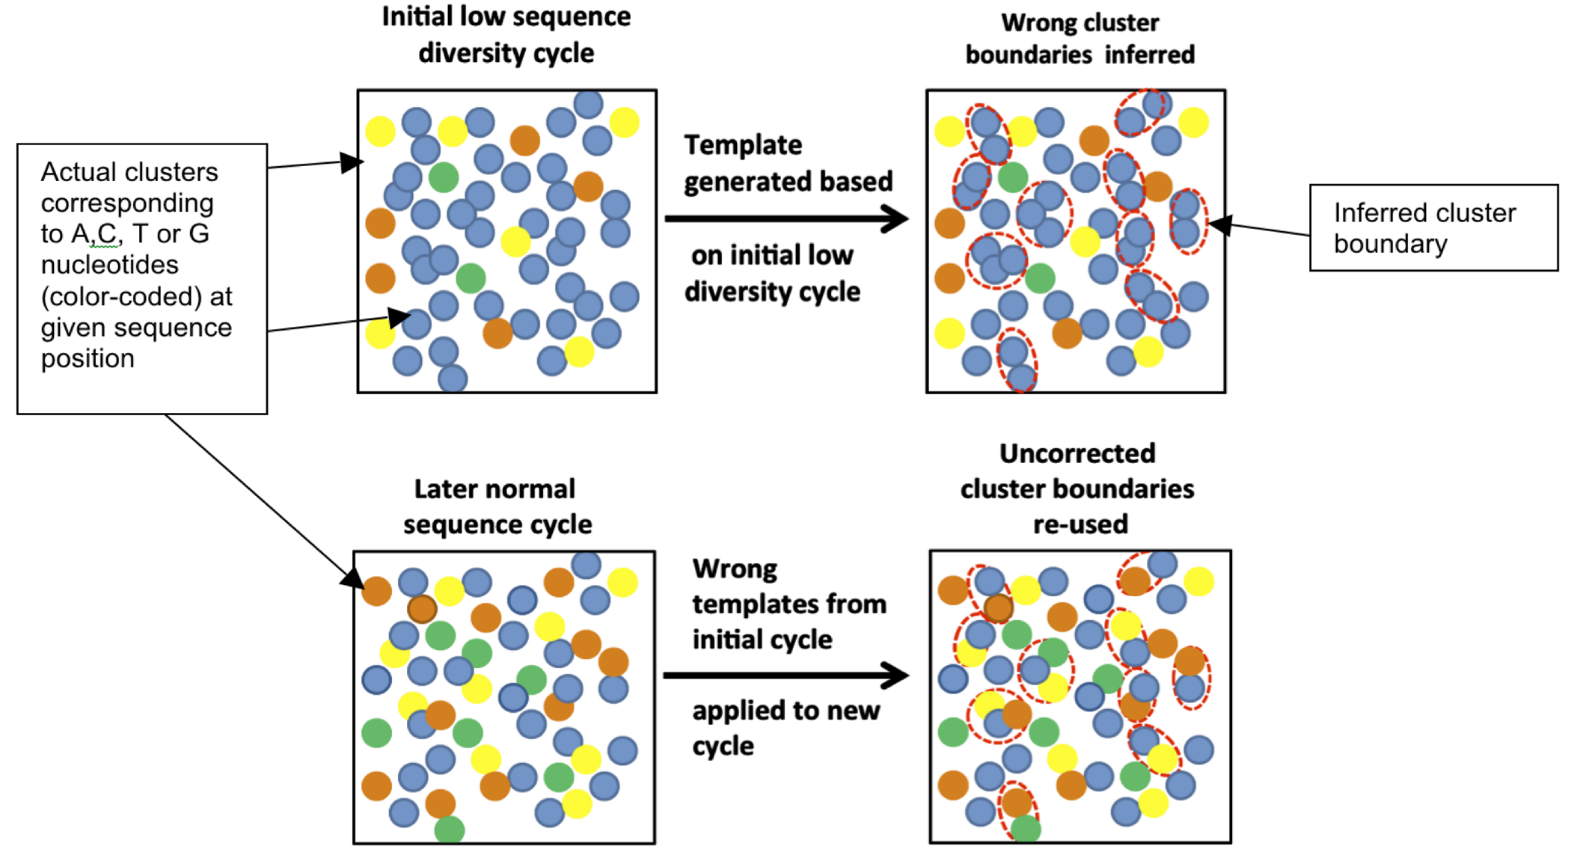 Initial low sequence
diversity cycle
Wrong cluster
boundaries inferred
Actual clusters
corresponding
to A,C, T or G
nucleotides
(color-coded) at
given sequence
position
Template
generated based
on initial low
diversity cycle
Inferred cluster
boundary
Later normal
sequence cycle
Uncorrected
cluster boundaries
re-used
Wrong
templates from
initial cycle
applied to new
cycle